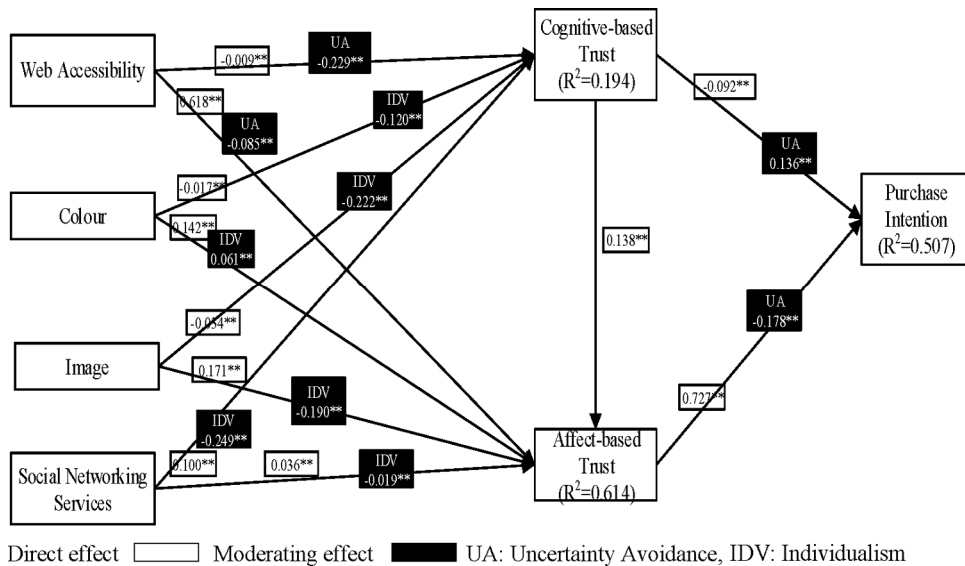 Web Accessibility
Colour
Image
Social Networking
Services
-0.009**
UA
-0.229**
0.618**
UA
-0.085**
IDV
-0.120**
-0.017**
0.142**
IDV
0.061**
IDV
-0.222**
-0.034**
0.171**
IDV
-0.190**
IDV
-0.249**
0.100**
0.036**
IDV
-0.019**
Cognitive-based
Trust
(R²=0.194)
0.138**
Affect-based
Trust
(R²=0.614)
-0.092**
UA
0.136**
UA
-0.178**
0.727**
Purchase
Intention
(R²=0.507)
Direct effect
Moderating effect
UA: Uncertainty Avoidance, IDV: Individualism